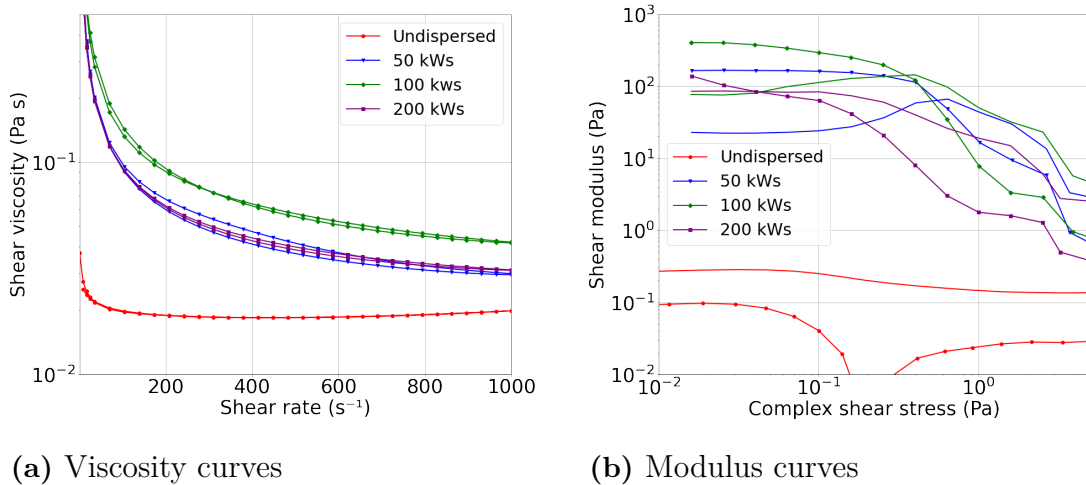 Shear viscosity (Pa s)
10⁻¹
10⁻²
200
400
600
800
1000
Shear rate (s⁻¹)
Undispersed
50 kWs
100 kws
200 kWs
(a) Viscosity curves
Shear modulus (Pa)
10³
10²
10¹
10⁰
10⁻¹
10⁻²
10⁻²
10⁻¹
10⁰
Complex shear stress (Pa)
Undispersed
50 kWs
100 kWs
200 kWs
(b) Modulus curves